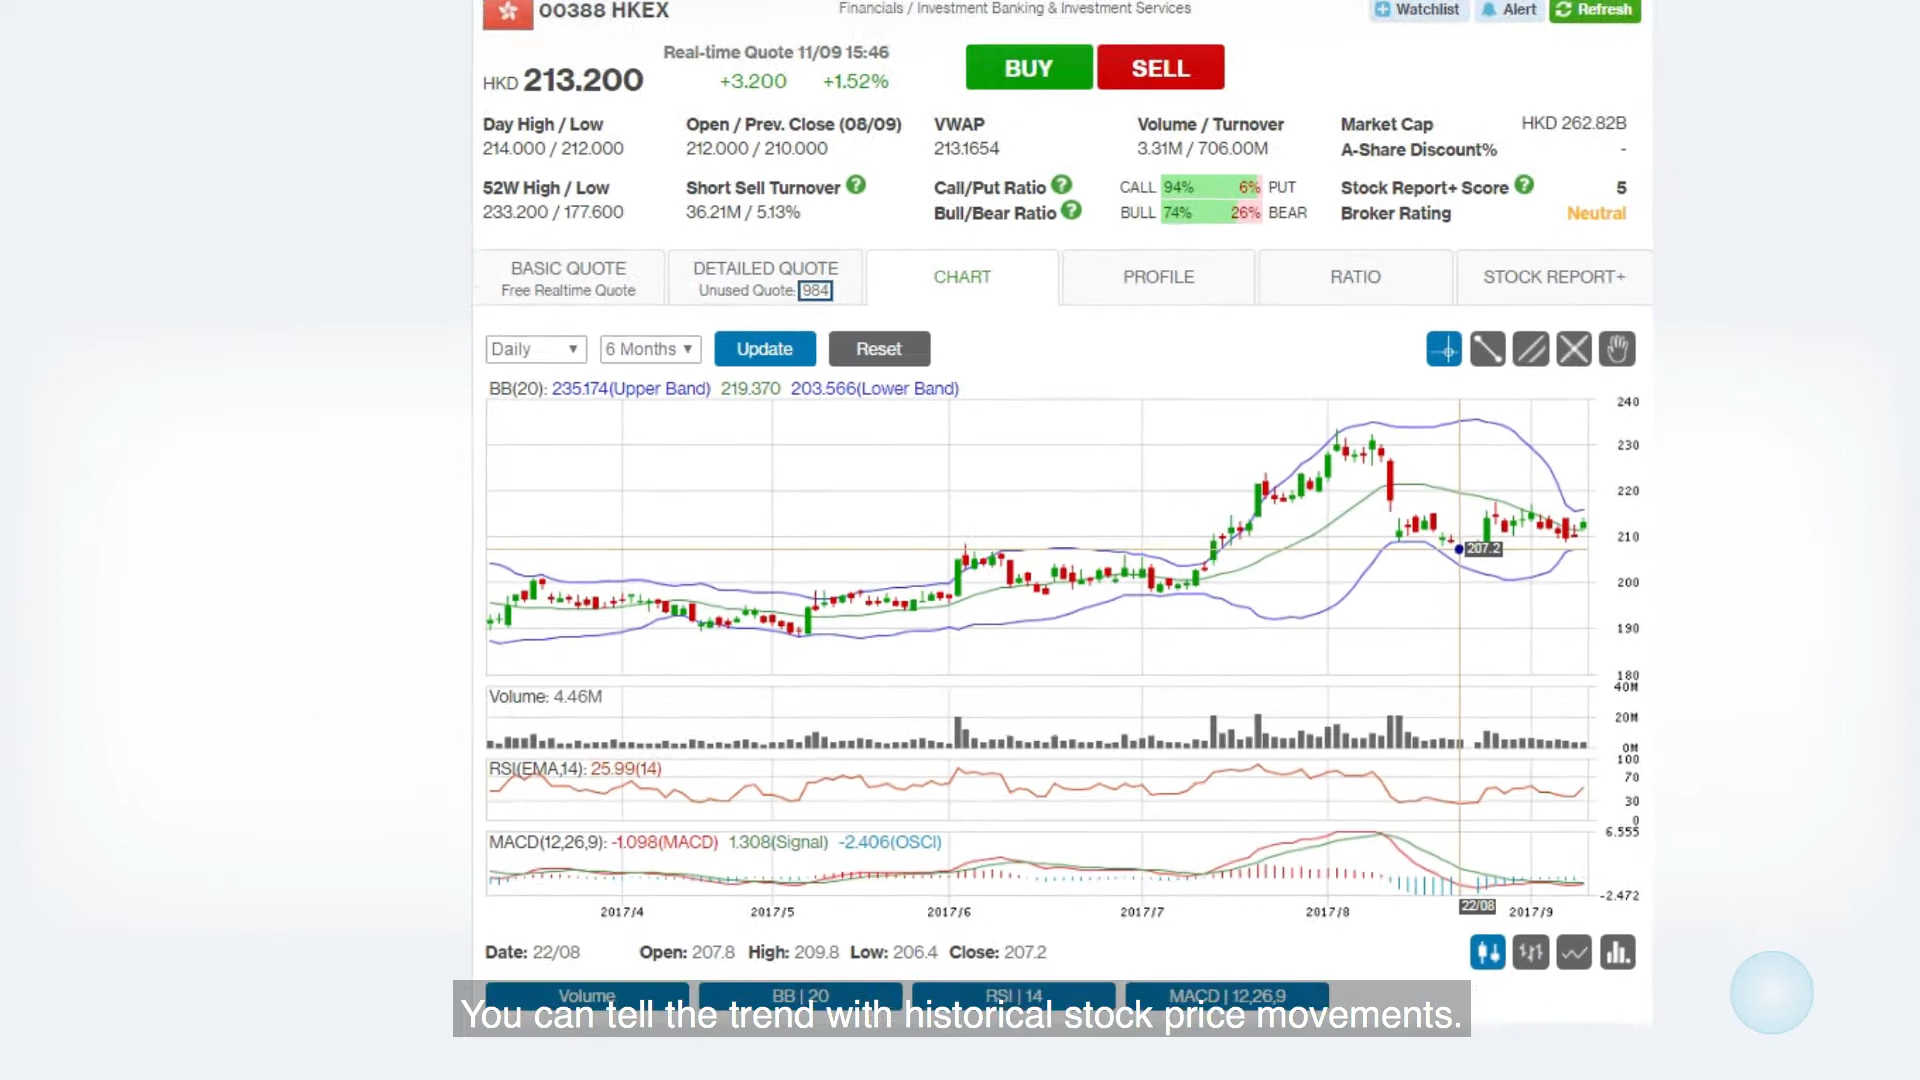 00388 HKEX
Financials / Investment Banking & Investment Services
Watchlist
Alert
Refresh
HKD 213.200
Real-time Quote 11/09 15:46
+3.200 +1.52%
BUY
SELL
Day High / Low
214.000 / 212.000
Open / Prev. Close (08/09)
212.000 / 210.000
VWAP
213.1654
Volume / Turnover
3.31M / 706.00M
Market Cap HKD 262.82B
A-Share Discount% -
52W High / Low
233.200 / 177.600
Short Sell Turnover ?
36.21M / 5.13%
Call/Put Ratio ? CALL 94% 6% PUT
Bull/Bear Ratio ? BULL 74% 26% BEAR
Stock Report+ Score ? 5
Broker Rating Neutral
BASIC QUOTE
Free Realtime Quote
DETAILED QUOTE
Unused Quote: 984
CHART
PROFILE
RATIO
STOCK REPORT+
Daily
6 Months
Update
Reset
BB(20): 235.174(Upper Band) 219.370 203.566(Lower Band)
240
230
220
210
207.2
200
190
180
Volume: 4.46M
40M
20M
0M
RSI(EMA,14): 25.99(14)
100
70
30
0
MACD(12,26,9): -1.098(MACD) 1.308(Signal) -2.406(OSCI)
6.555
-2.472
2017/4 2017/5 2017/6 2017/7 2017/8 22/08 2017/9
Date: 22/08 Open: 207.8 High: 209.8 Low: 206.4 Close: 207.2
Volume BB | 20 RSI | 14 MACD | 12,26,9
You can tell the trend with historical stock price movements.